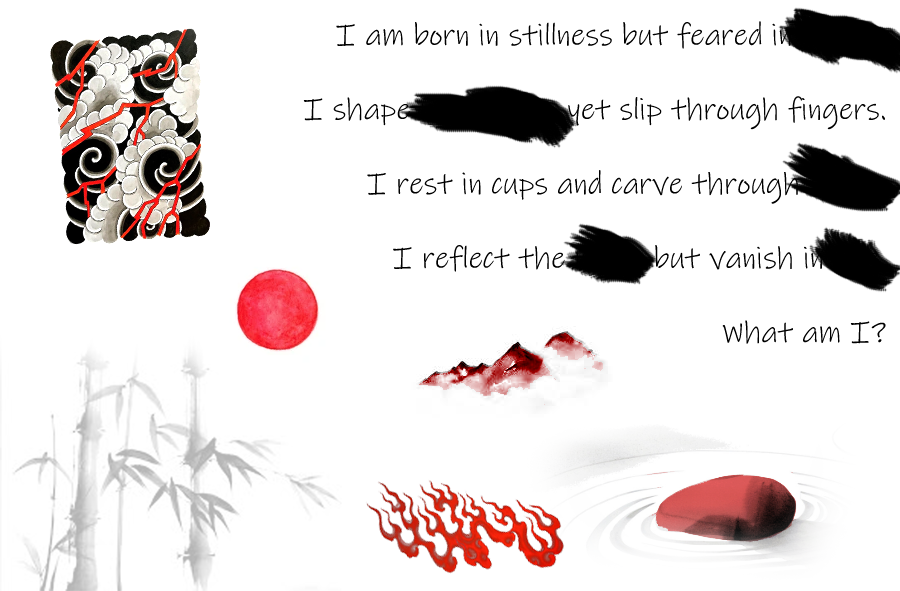 I am born in stillness but feared in
I shape yet slip through fingers.
I rest in cups and carve through
I reflect the but vanish in
What am I?